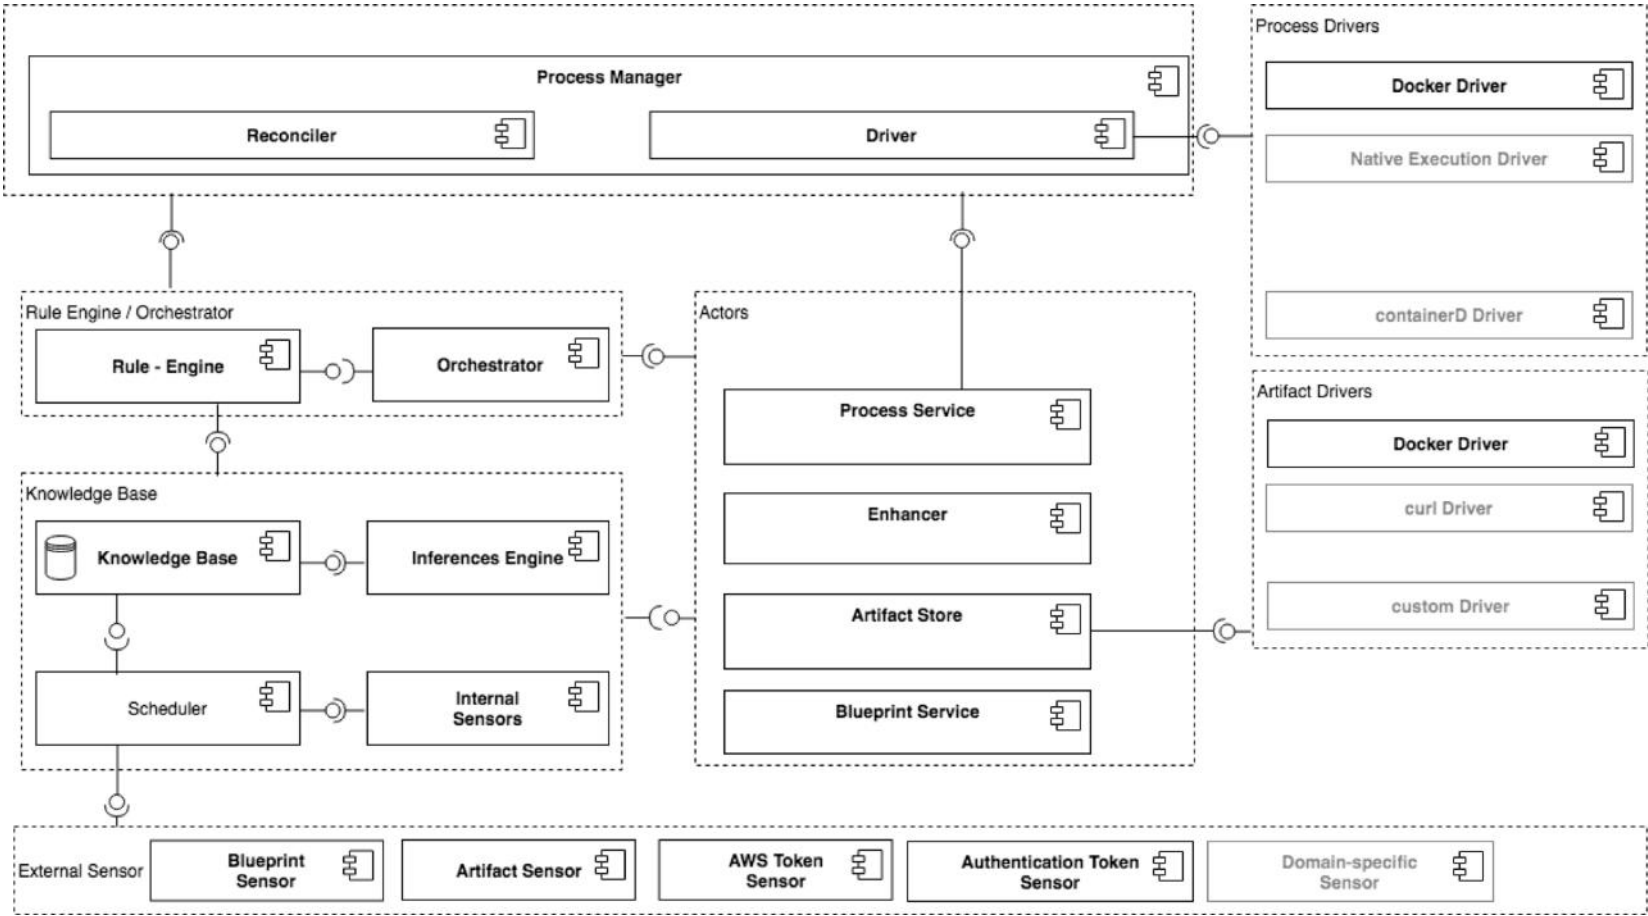 Process Manager
Reconciler
Driver
Process Drivers
Docker Driver
Native Execution Driver
containerD Driver
Rule Engine / Orchestrator
Rule - Engine
Orchestrator
Actors
Process Service
Enhancer
Artifact Store
Blueprint Service
Artifact Drivers
Docker Driver
curl Driver
custom Driver
Knowledge Base
Knowledge Base
Inferences Engine
Scheduler
Internal
Sensors
External Sensor
Blueprint
Sensor
Artifact Sensor
AWS Token
Sensor
Authentication Token
Sensor
Domain-specific
Sensor